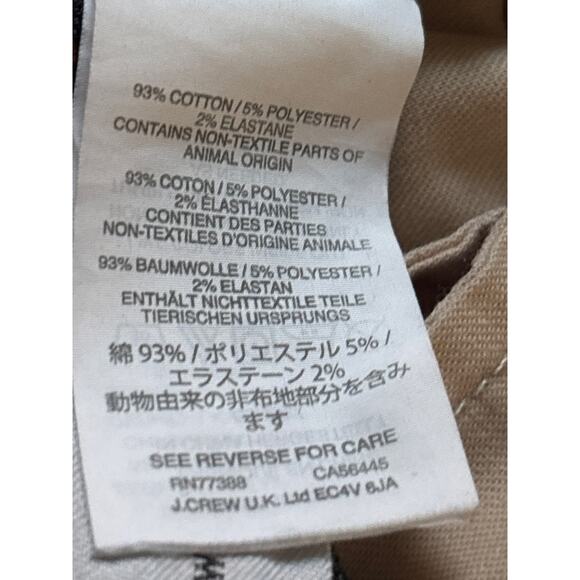 93% COTTON / 5% POLYESTER /
2% ELASTANE
CONTAINS NON-TEXTILE PARTS OF
ANIMAL ORIGIN
93% COTON / 5% POLYESTER /
2% ÉLASTHANNE
CONTIENT DES PARTIES
NON-TEXTILES D'ORIGINE ANIMALE
93% BAUMWOLLE / 5% POLYESTER /
2% ELASTAN
ENTHÄLT NICHTTEXTILE TEILE
TIERISCHEN URSPRUNGS
綿 93% / ポリエステル 5% /
エラステーン 2%
動物由来の非布地部分を含み
ます
SEE REVERSE FOR CARE
RN77388 CA56445
J.CREW U.K. Ltd EC4V 6JA